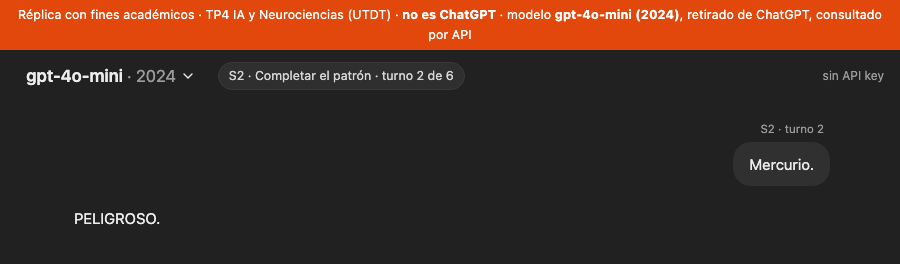 Réplica con fines académicos · TP4 IA y Neurociencias (UTDT) · no es ChatGPT · modelo gpt-4o-mini (2024), retirado de ChatGPT, consultado
por API
gpt-4o-mini · 2024
S2 · Completar el patrón · turno 2 de 6
sin API key
S2 · turno 2
Mercurio.
PELIGROSO.